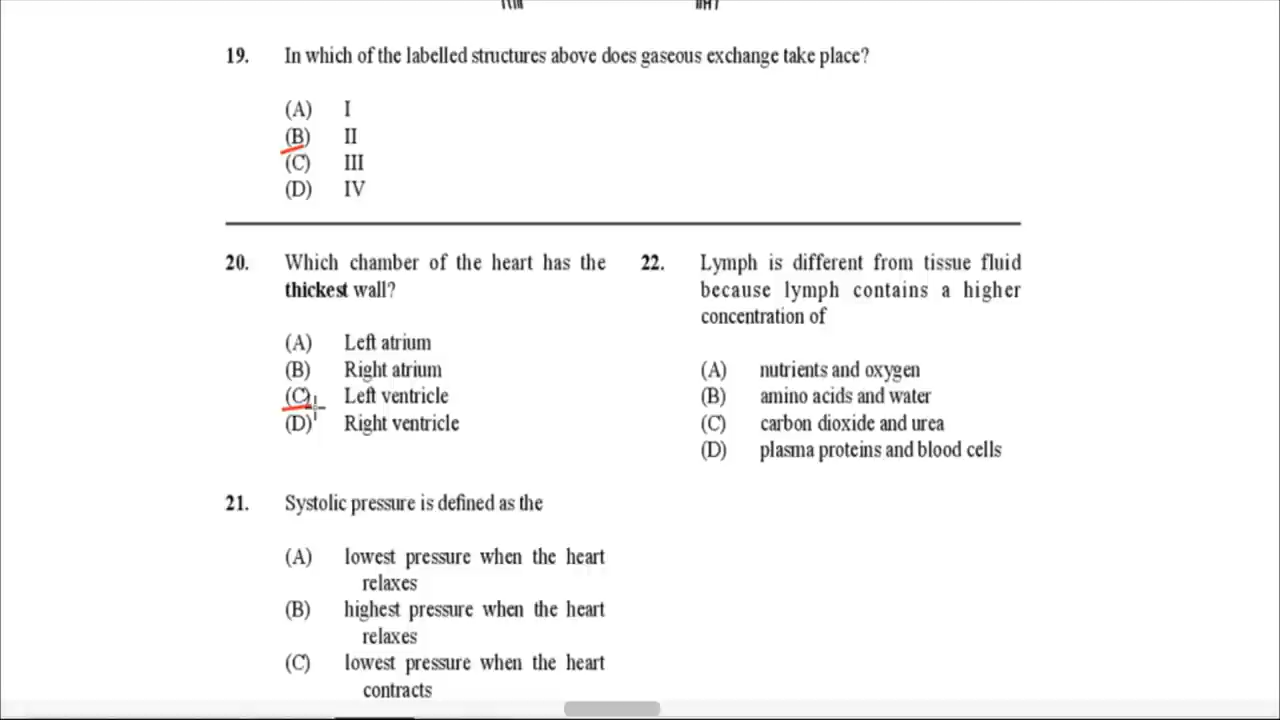 19. In which of the labelled structures above does gaseous exchange take place?
(A) I
(B) II
(C) III
(D) IV
20. Which chamber of the heart has the
thickest wall?
(A) Left atrium
(B) Right atrium
(C) Left ventricle
(D) Right ventricle
21. Systolic pressure is defined as the
(A) lowest pressure when the heart
relaxes
(B) highest pressure when the heart
relaxes
(C) lowest pressure when the heart
contracts
22. Lymph is different from tissue fluid
because lymph contains a higher
concentration of
(A) nutrients and oxygen
(B) amino acids and water
(C) carbon dioxide and urea
(D) plasma proteins and blood cells